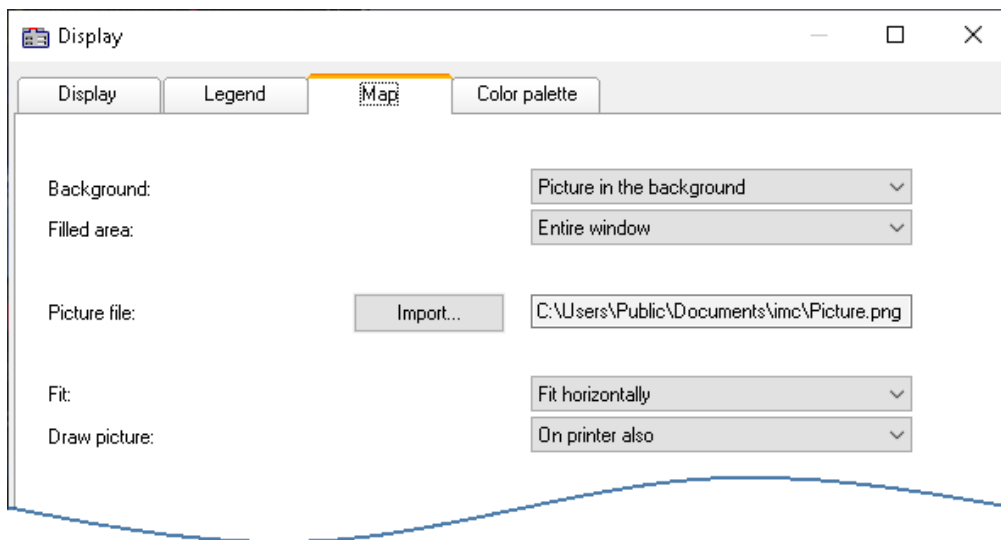 Display
Display Legend Map Color palette
Background: Picture in the background
Filled area: Entire window
Picture file: Import... C:\Users\Public\Documents\imc\Picture.png
Fit: Fit horizontally
Draw picture: On printer also